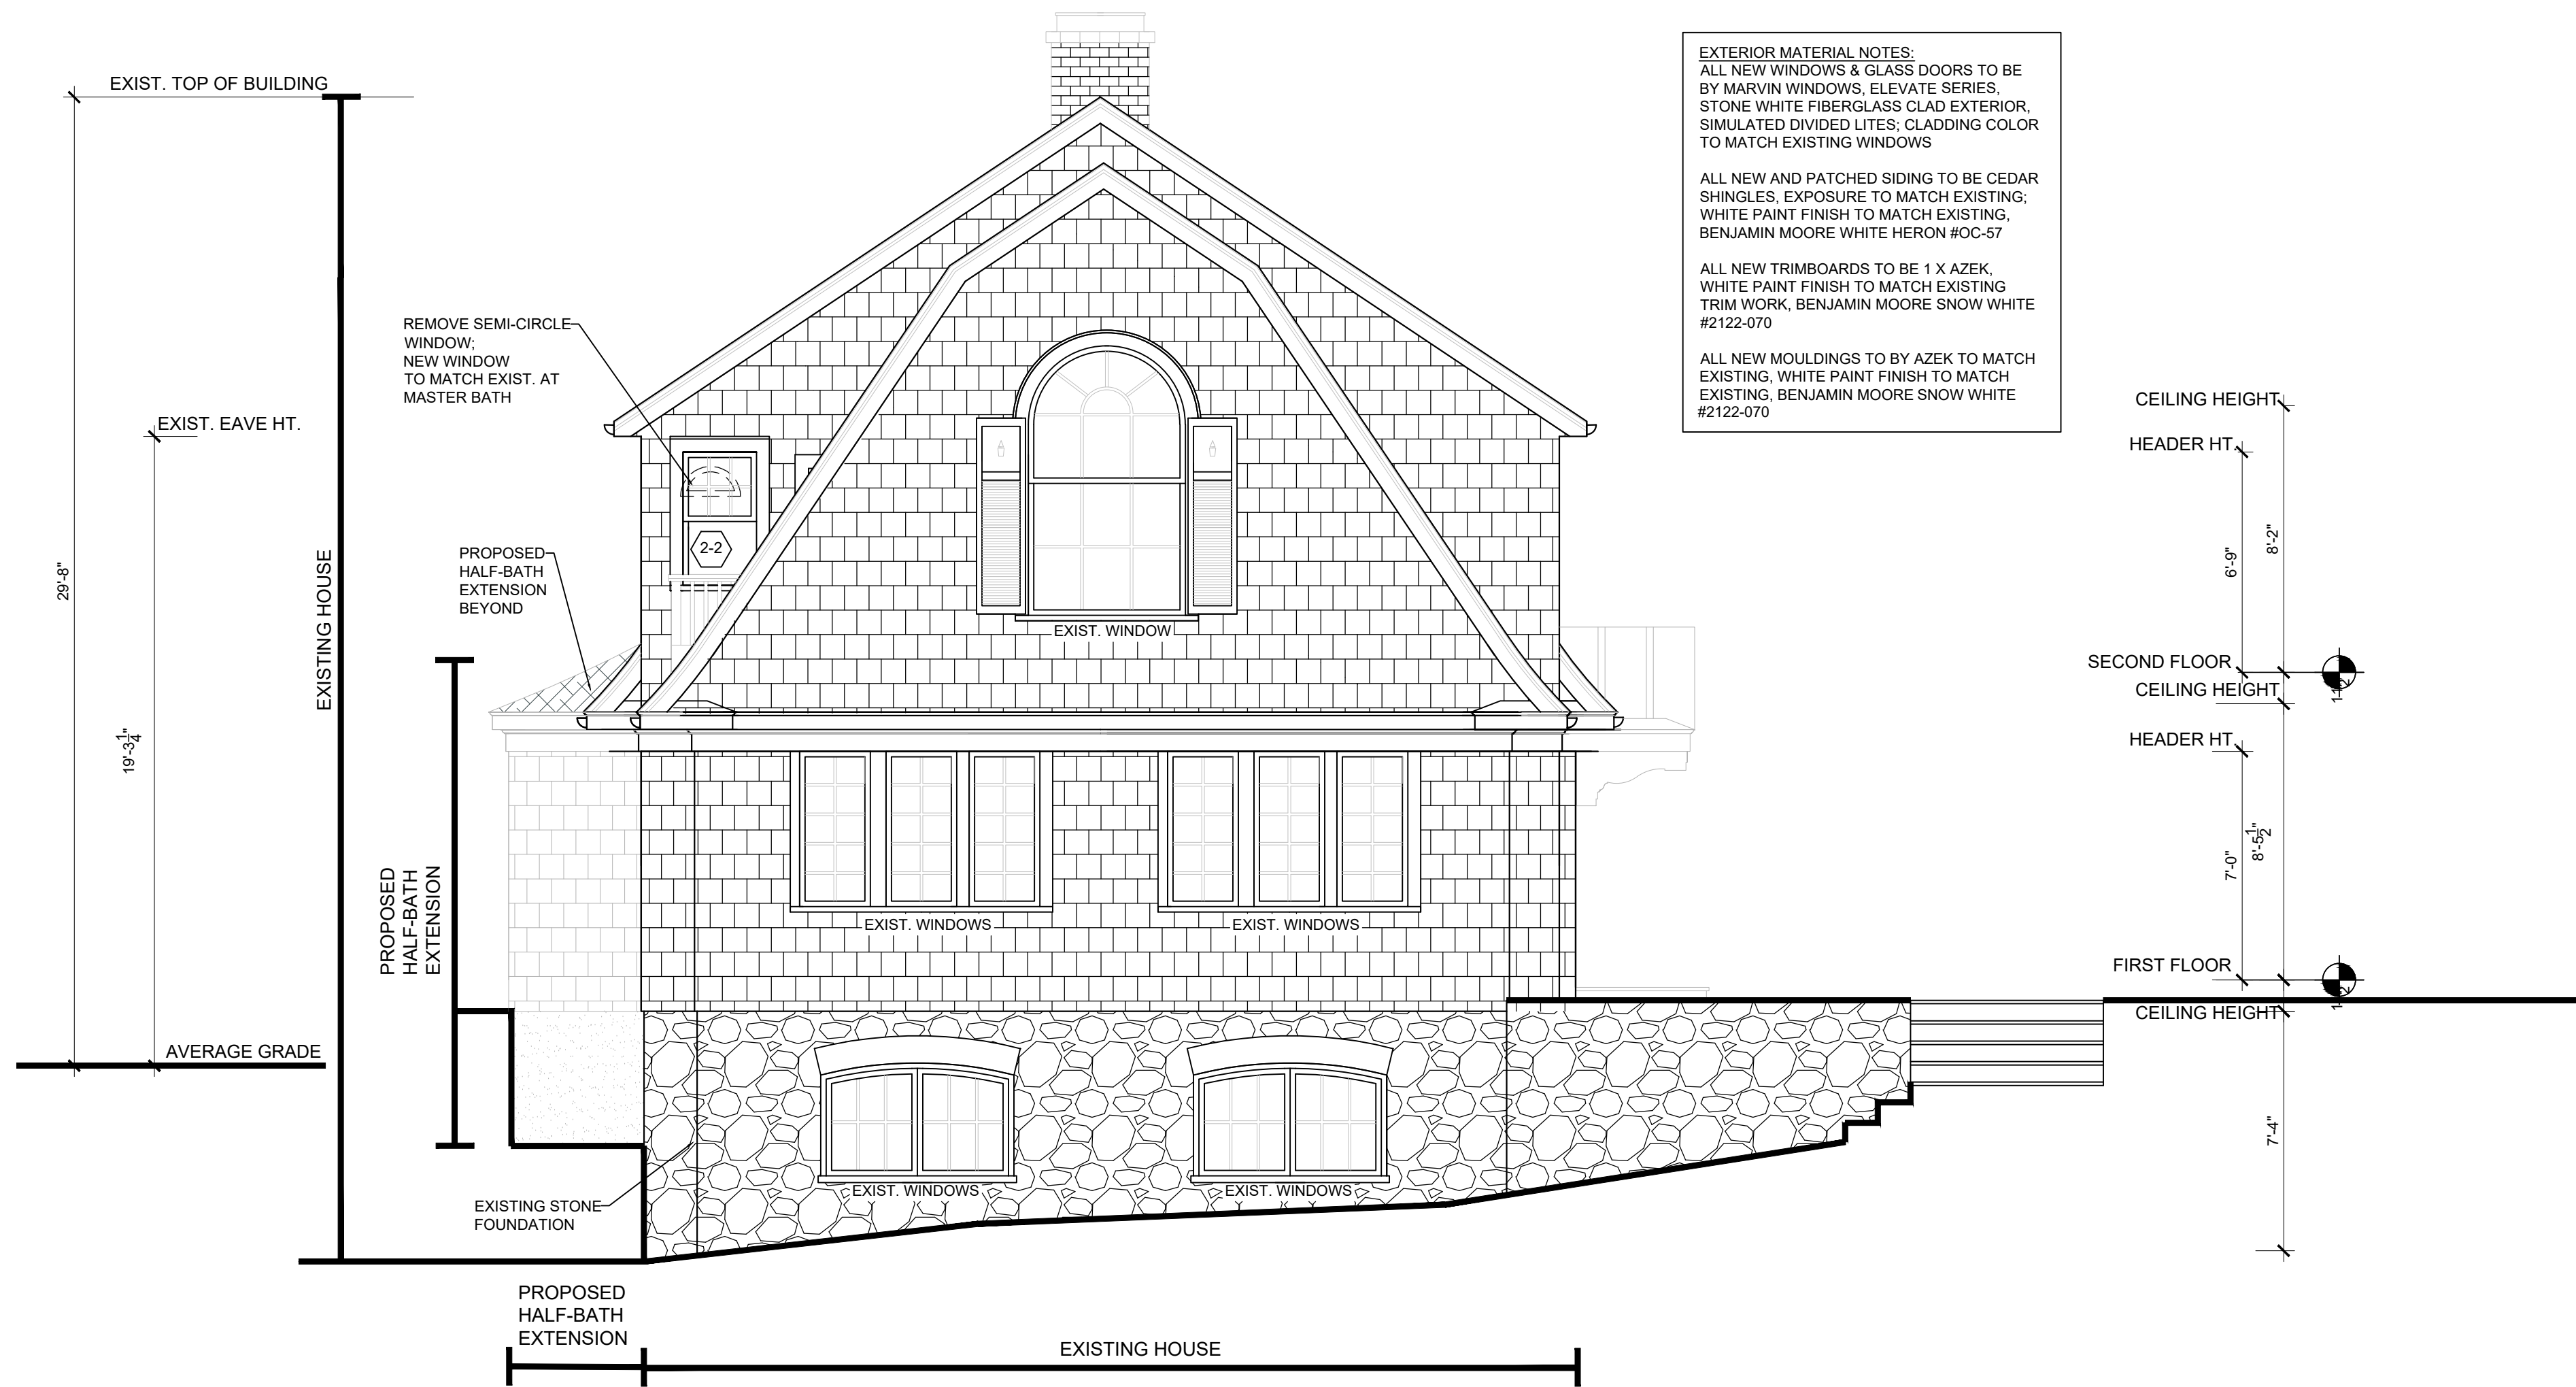 EXIST. TOP OF BUILDING
EXIST. EAVE HT.
29'-8"
19'-3 1/4"
AVERAGE GRADE
EXISTING HOUSE
REMOVE SEMI-CIRCLE
WINDOW;
NEW WINDOW
TO MATCH EXIST. AT
MASTER BATH
2-2
PROPOSED
HALF-BATH
EXTENSION
BEYOND
PROPOSED
HALF-BATH
EXTENSION
EXIST. WINDOW
EXIST. WINDOWS
EXIST. WINDOWS
EXIST. WINDOWS
EXIST. WINDOWS
EXISTING STONE
FOUNDATION
PROPOSED
HALF-BATH
EXTENSION
EXISTING HOUSE
EXTERIOR MATERIAL NOTES:
ALL NEW WINDOWS & GLASS DOORS TO BE
BY MARVIN WINDOWS, ELEVATE SERIES,
STONE WHITE FIBERGLASS CLAD EXTERIOR,
SIMULATED DIVIDED LITES; CLADDING COLOR
TO MATCH EXISTING WINDOWS
ALL NEW AND PATCHED SIDING TO BE CEDAR
SHINGLES, EXPOSURE TO MATCH EXISTING;
WHITE PAINT FINISH TO MATCH EXISTING,
BENJAMIN MOORE WHITE HERON #OC-57
ALL NEW TRIMBOARDS TO BE 1 X AZEK,
WHITE PAINT FINISH TO MATCH EXISTING
TRIM WORK, BENJAMIN MOORE SNOW WHITE
#2122-070
ALL NEW MOULDINGS TO BY AZEK TO MATCH
EXISTING, WHITE PAINT FINISH TO MATCH
EXISTING, BENJAMIN MOORE SNOW WHITE
#2122-070
CEILING HEIGHT
HEADER HT.
6'-9"
8'-2"
SECOND FLOOR
CEILING HEIGHT
HEADER HT.
7'-0"
8'-5 1/2"
FIRST FLOOR
CEILING HEIGHT
7'-4"